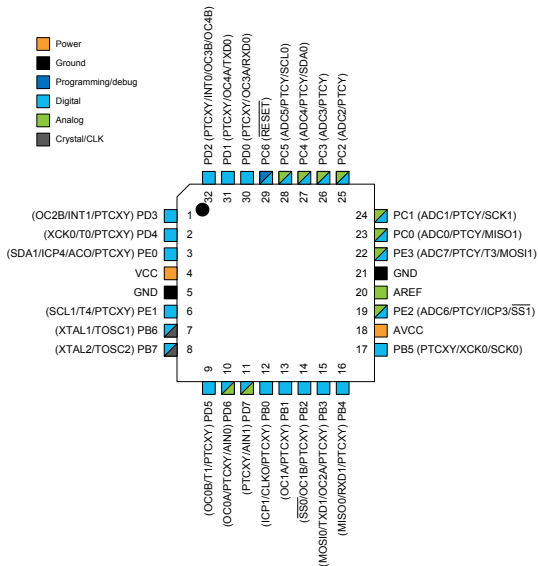 Power
Ground
Programming/debug
Digital
Analog
Crystal/CLK
PD2 (PTCXY/INT0/OC3B/OC4B)
PD1 (PTCXY/OC4A/TXD0)
PD0 (PTCXY/OC3A/RXD0)
PC6 (RESET)
PC5 (ADC5/PTCY/SCL0)
PC4 (ADC4/PTCY/SDA0)
PC3 (ADC3/PTCY)
PC2 (ADC2/PTCY)
32
31
30
29
28
27
26
25
(OC2B/INT1/PTCXY) PD3
1
(XCK0/T0/PTCXY) PD4
2
(SDA1/ICP4/ACO/PTCXY) PE0
3
VCC
4
GND
5
(SCL1/T4/PTCXY) PE1
6
(XTAL1/TOSC1) PB6
7
(XTAL2/TOSC2) PB7
8
24
PC1 (ADC1/PTCY/SCK1)
23
PC0 (ADC0/PTCY/MISO1)
22
PE3 (ADC7/PTCY/T3/MOSI1)
21
GND
20
AREF
19
PE2 (ADC6/PTCY/ICP3/SS1)
18
AVCC
17
PB5 (PTCXY/XCK0/SCK0)
9
10
11
12
13
14
15
16
(OC0B/T1/PTCXY) PD5
(OC0A/PTCXY/AIN0) PD6
(PTCXY/AIN1) PD7
(ICP1/CLKO/PTCXY) PB0
(OC1A/PTCXY) PB1
(SS0/OC1B/PTCXY) PB2
(MOSI0/TXD1/OC2A/PTCXY) PB3
(MISO0/RXD1/PTCXY) PB4